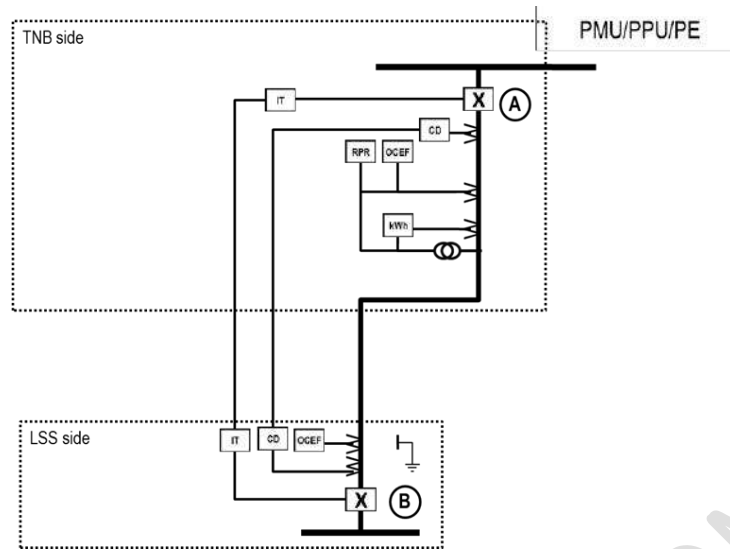 TNB side
PMU/PPU/PE
IT
X
A
CD
RPR
OCEF
kWh
LSS side
IT
CD
OCEF
X
B